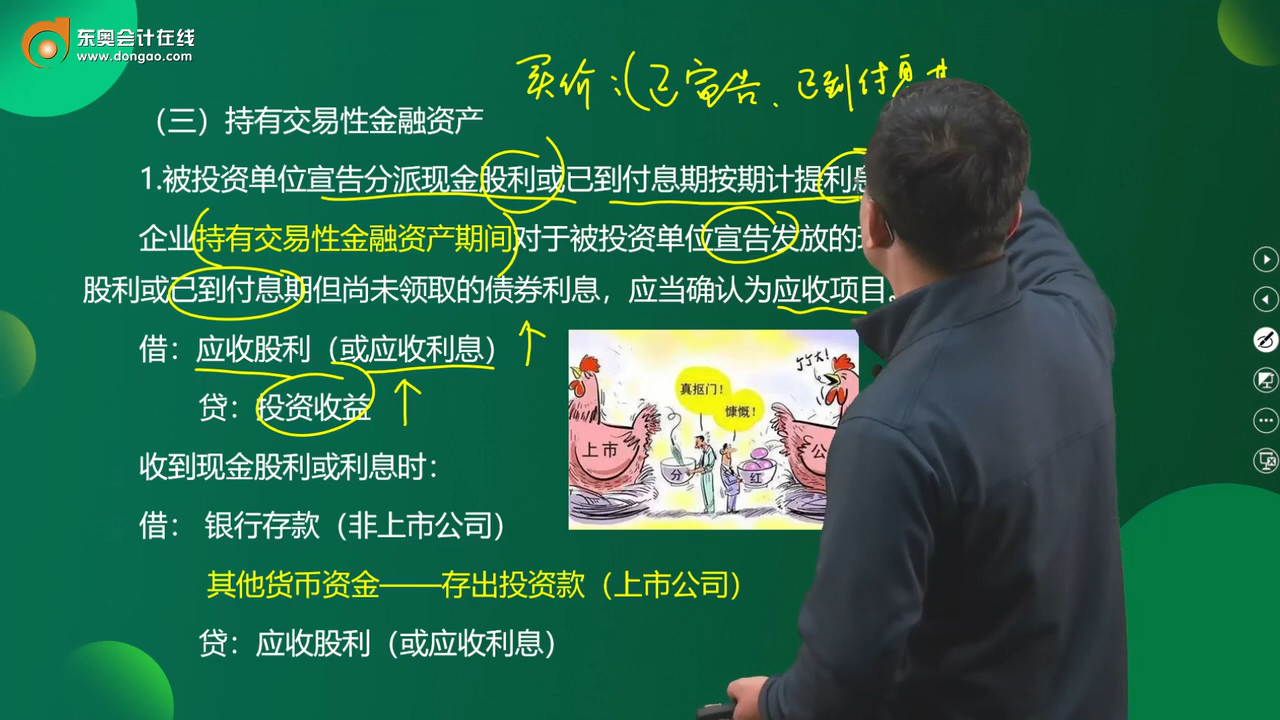 东奥会计在线
www.dongao.com
买价：（已宣告、已到付息
（三）持有交易性金融资产
1.被投资单位宣告分派现金股利或已到付息期按期计提利息
企业持有交易性金融资产期间对于被投资单位宣告发放的
股利或已到付息期但尚未领取的债券利息，应当确认为应收项目。
借：应收股利（或应收利息）
贷：投资收益
收到现金股利或利息时：
借： 银行存款（非上市公司）
其他货币资金——存出投资款（上市公司）
贷：应收股利（或应收利息）
真抠门！
慷慨！
上市
公
分
红